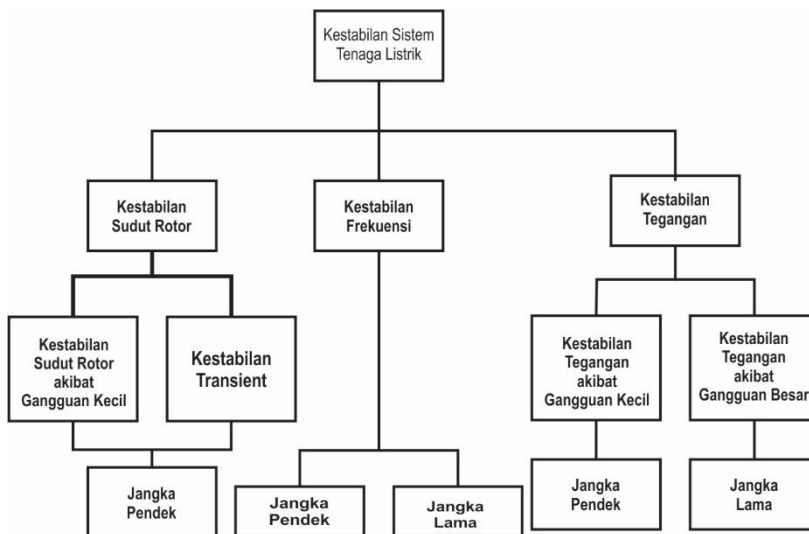 Kestabilan Sistem
Tenaga Listrik
Kestabilan
Sudut Rotor
Kestabilan
Frekuensi
Kestabilan
Tegangan
Kestabilan
Sudut Rotor
akibat
Gangguan Kecil
Kestabilan
Transient
Kestabilan
Tegangan
akibat
Gangguan Kecil
Kestabilan
Tegangan
akibat
Gangguan Besar
Jangka
Pendek
Jangka
Pendek
Jangka
Lama
Jangka
Pendek
Jangka
Lama